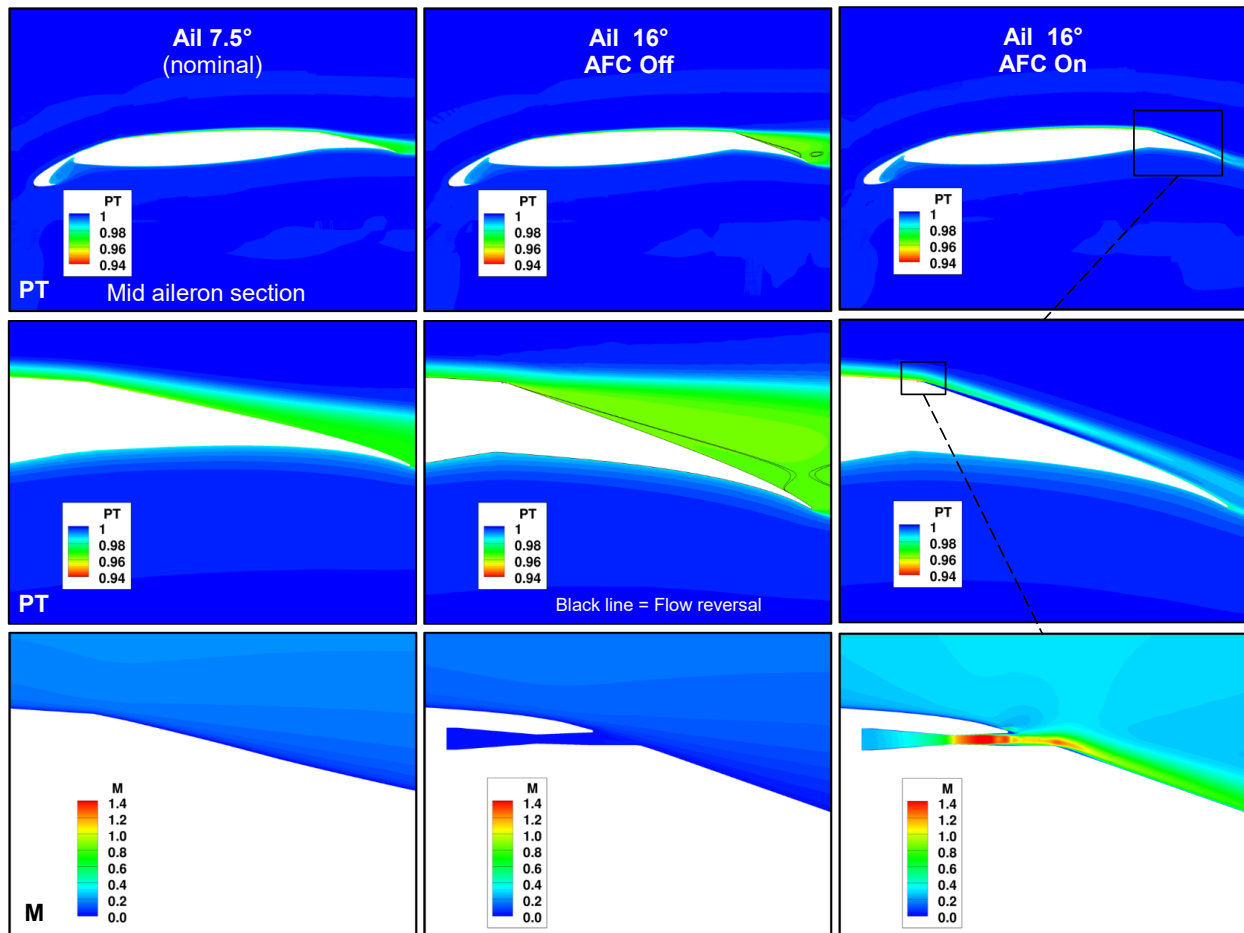 Ail 7.5°
(nominal)
PT
1
0.98
0.96
0.94
PT
Mid aileron section
Ail 16°
AFC Off
PT
1
0.98
0.96
0.94
Ail 16°
AFC On
PT
1
0.98
0.96
0.94
PT
1
0.98
0.96
0.94
PT
PT
1
0.98
0.96
0.94
Black line = Flow reversal
PT
1
0.98
0.96
0.94
M
1.4
1.2
1.0
0.8
0.6
0.4
0.2
0.0
M
M
1.4
1.2
1.0
0.8
0.6
0.4
0.2
0.0
M
1.4
1.2
1.0
0.8
0.6
0.4
0.2
0.0